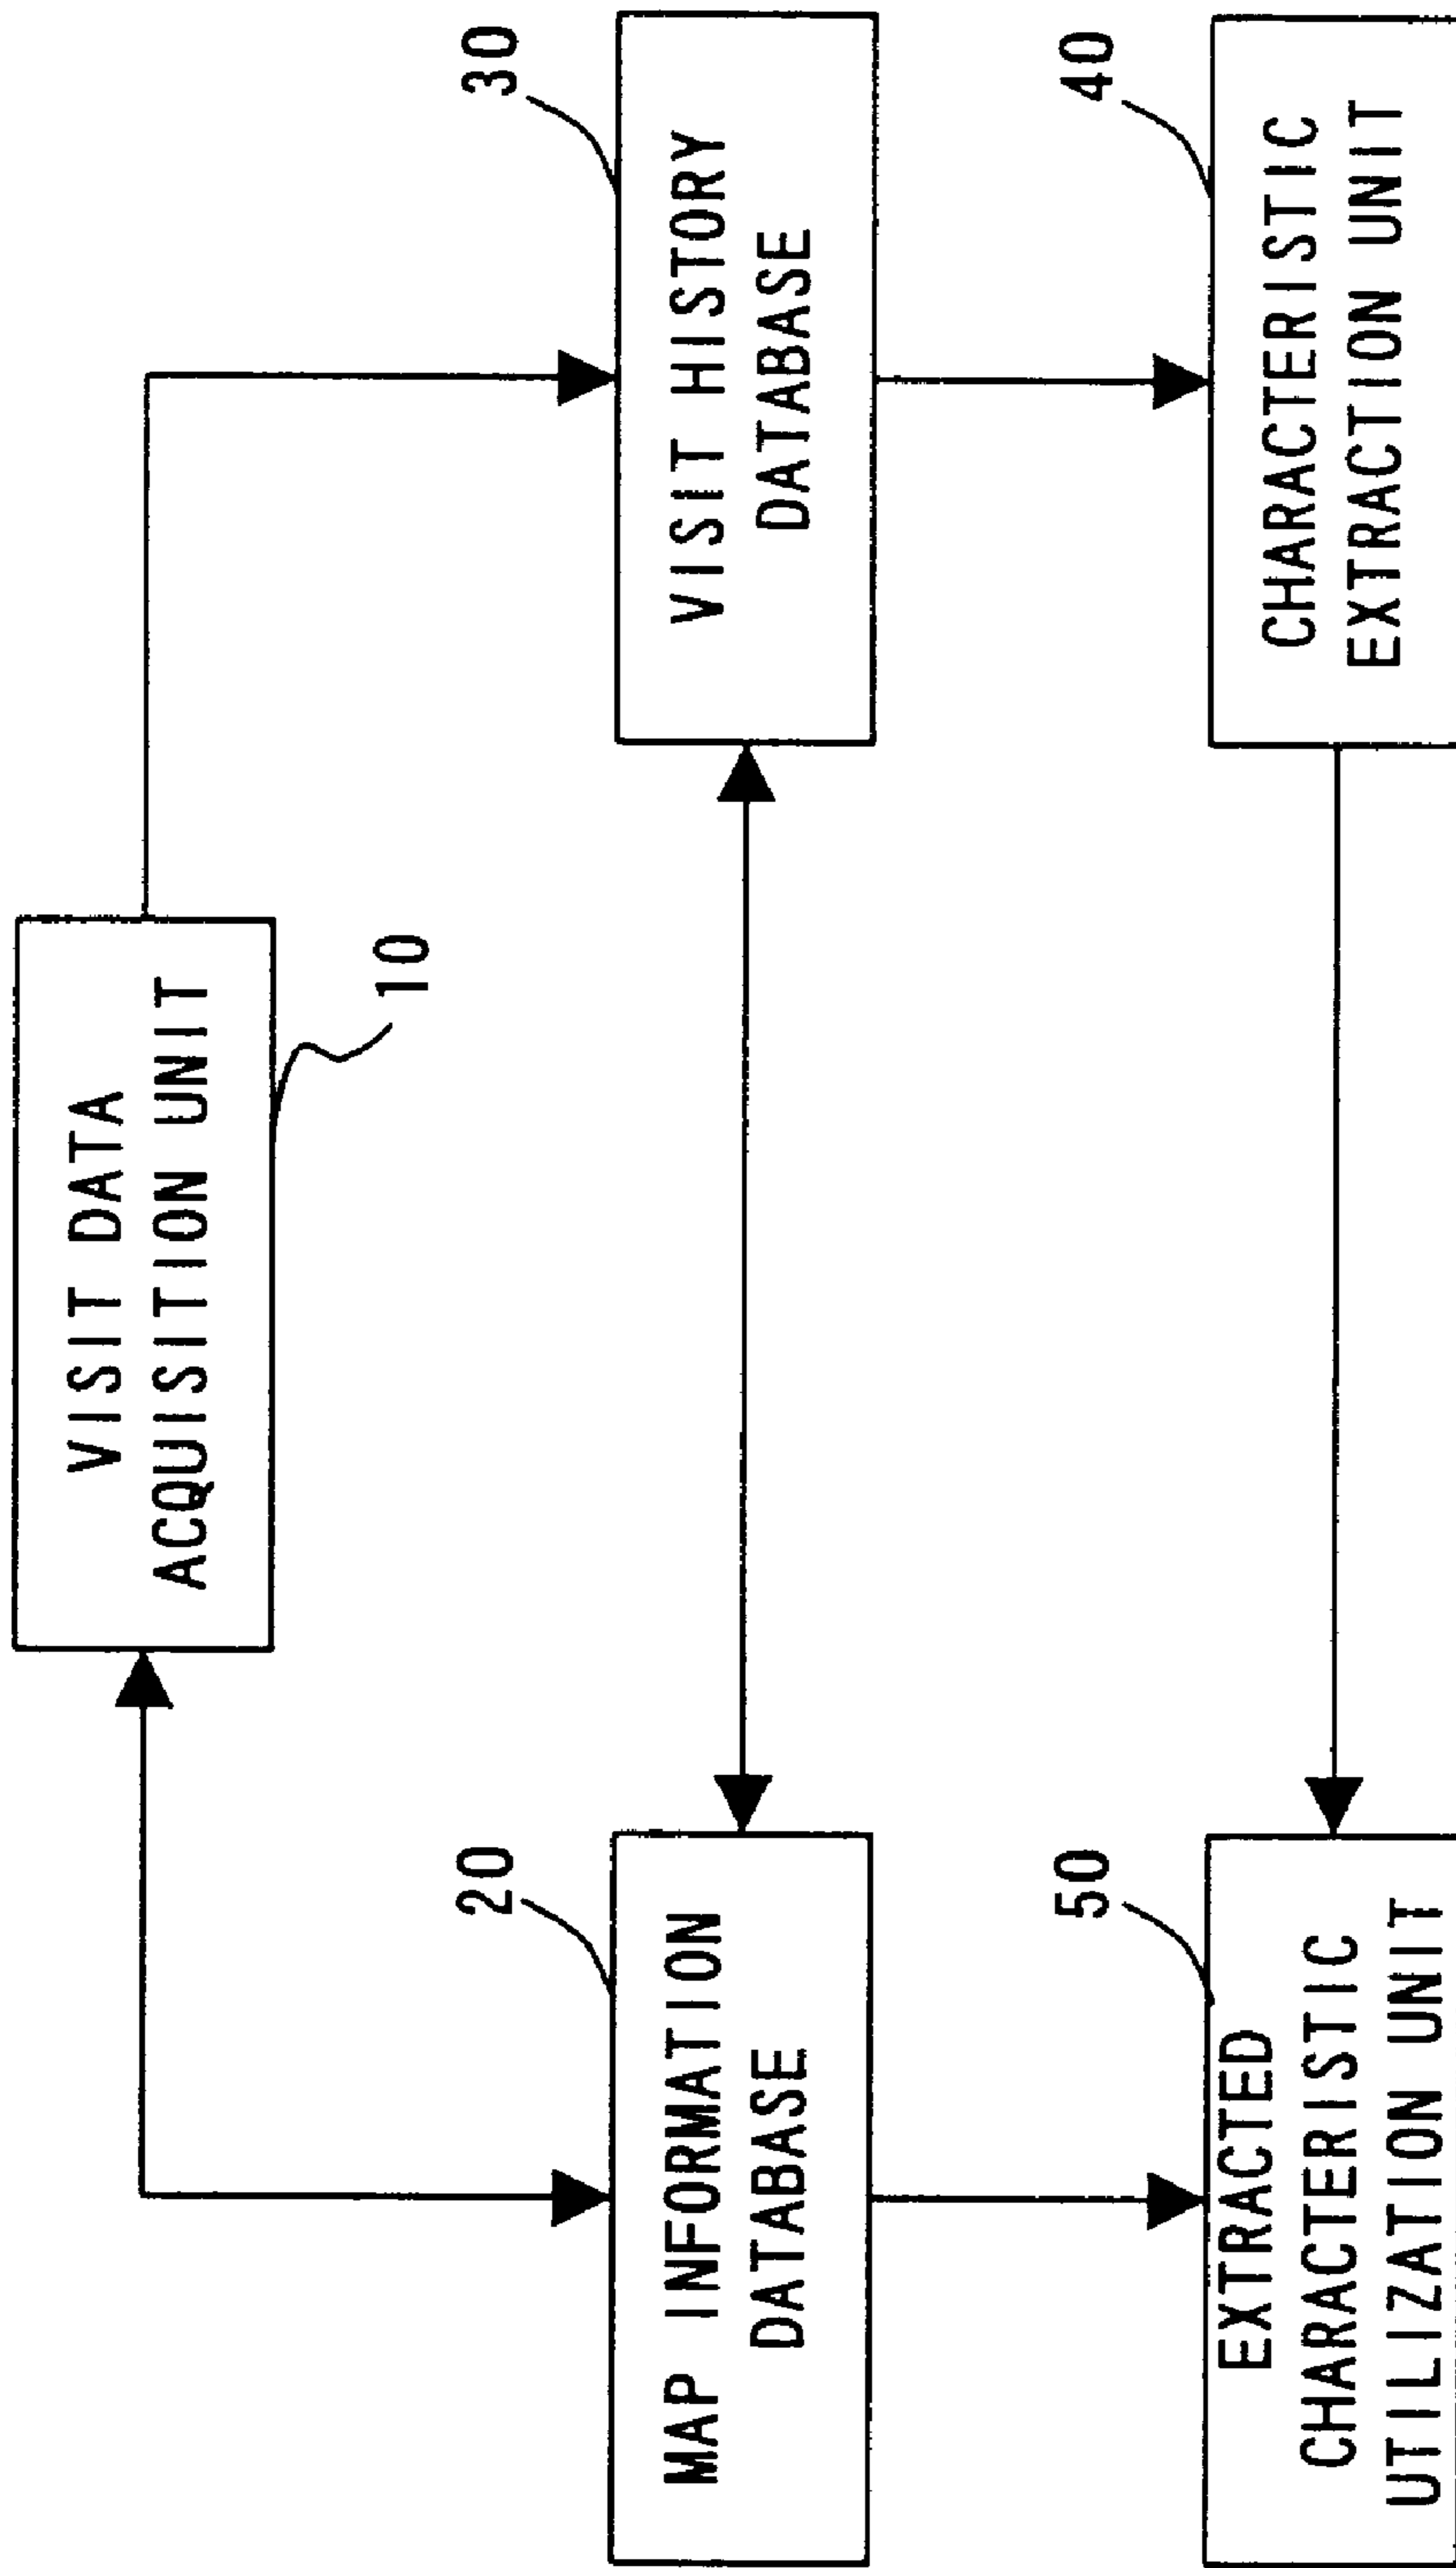 VISIT DATA
ACQUISITION UNIT
10
20
MAP INFORMATION
DATABASE
30
VISIT HISTORY
DATABASE
50
EXTRACTED
CHARACTERISTIC
UTILIZATION UNIT
40
CHARACTERISTIC
EXTRACTION UNIT